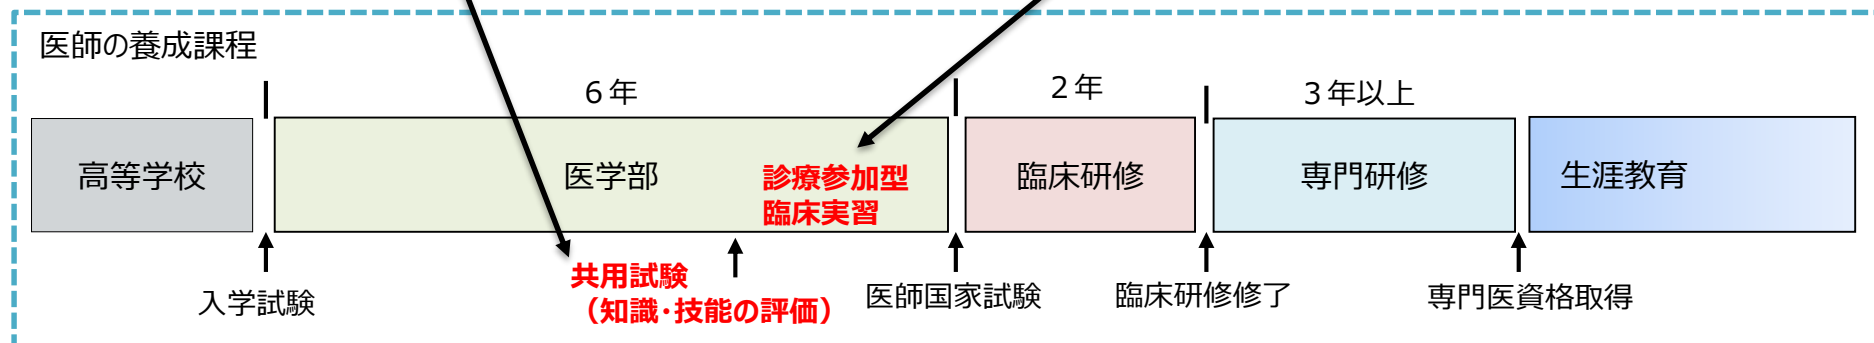 医師の養成課程
６年
２年
３年以上
高等学校
医学部
診療参加型
臨床実習
臨床研修
専門研修
生涯教育
入学試験
共用試験
（知識・技能の評価）
医師国家試験
臨床研修修了
専門医資格取得